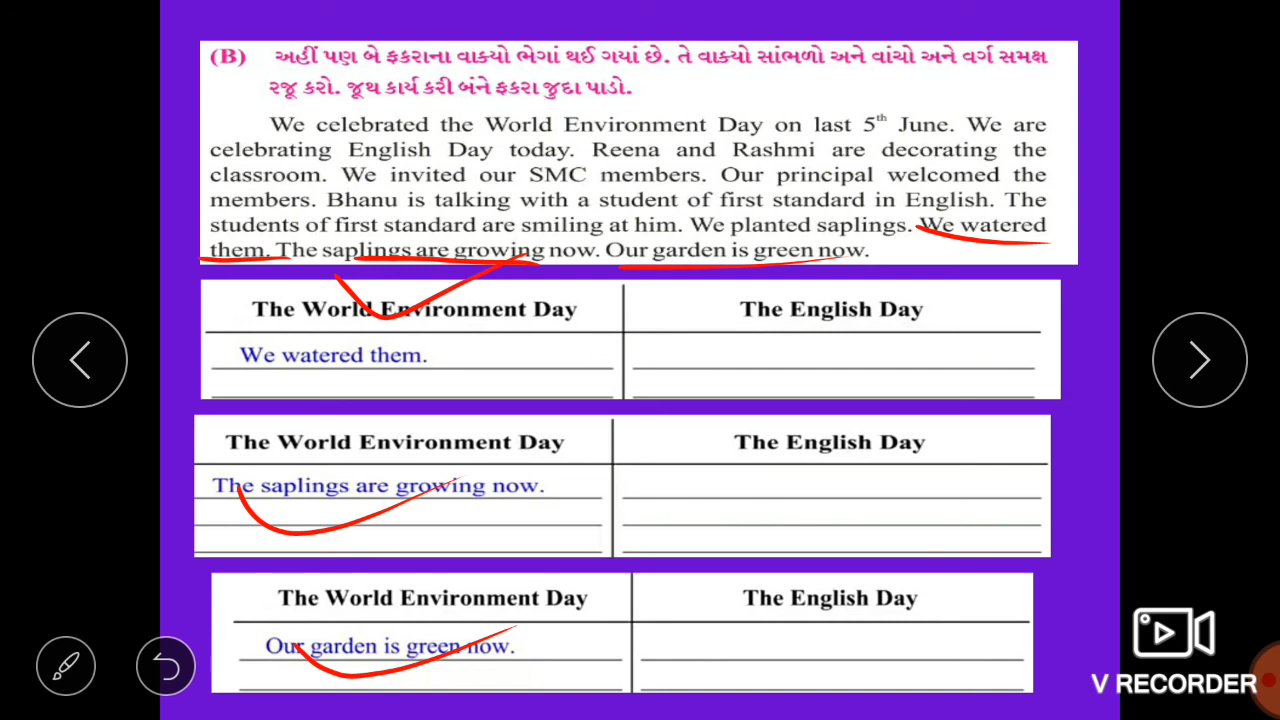 (B) અહીં પણ બે ફકરાના વાક્યો ભેગાં થઈ ગયાં છે. તે વાક્યો સાંભળો અને વાંચો અને વર્ગ સમક્ષ
રજૂ કરો. જૂથ કાર્ય કરી બંને ફકરા જુદા પાડો.
We celebrated the World Environment Day on last 5th June. We are
celebrating English Day today. Reena and Rashmi are decorating the
classroom. We invited our SMC members. Our principal welcomed the
members. Bhanu is talking with a student of first standard in English. The
students of first standard are smiling at him. We planted saplings. We watered
them. The saplings are growing now. Our garden is green now.
The World Environment Day The English Day
We watered them.
The World Environment Day The English Day
The saplings are growing now.
The World Environment Day The English Day
Our garden is green now.
V RECORDER